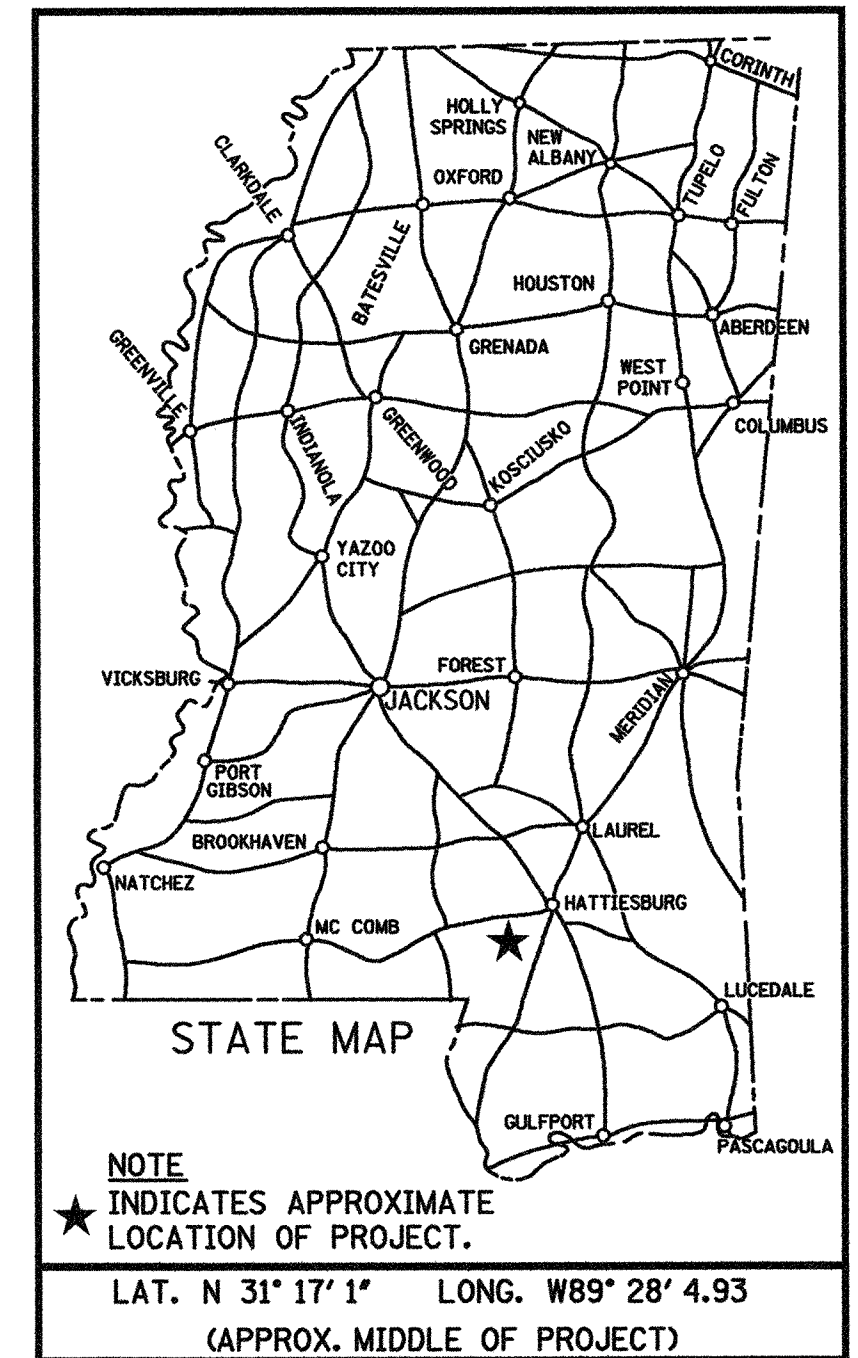 CORINTH
HOLLY
SPRINGS
NEW
ALBANY
CLARKDALE
OXFORD
TUPELO
FULTON
BATESVILLE
HOUSTON
ABERDEEN
GREENVILLE
GRENADA
WEST
POINT
COLUMBUS
INDIANOLA
GREENWOOD
KOSCIUSKO
YAZOO
CITY
VICKSBURG
FOREST
JACKSON
MERIDIAN
PORT
GIBSON
BROOKHAVEN
LAUREL
NATCHEZ
HATTIESBURG
MC COMB
LUCEDALE
STATE MAP
GULFPORT
PASCAGOULA
NOTE
INDICATES APPROXIMATE
LOCATION OF PROJECT.
LAT. N 31° 17' 1" LONG. W89° 28' 4.93
(APPROX. MIDDLE OF PROJECT)